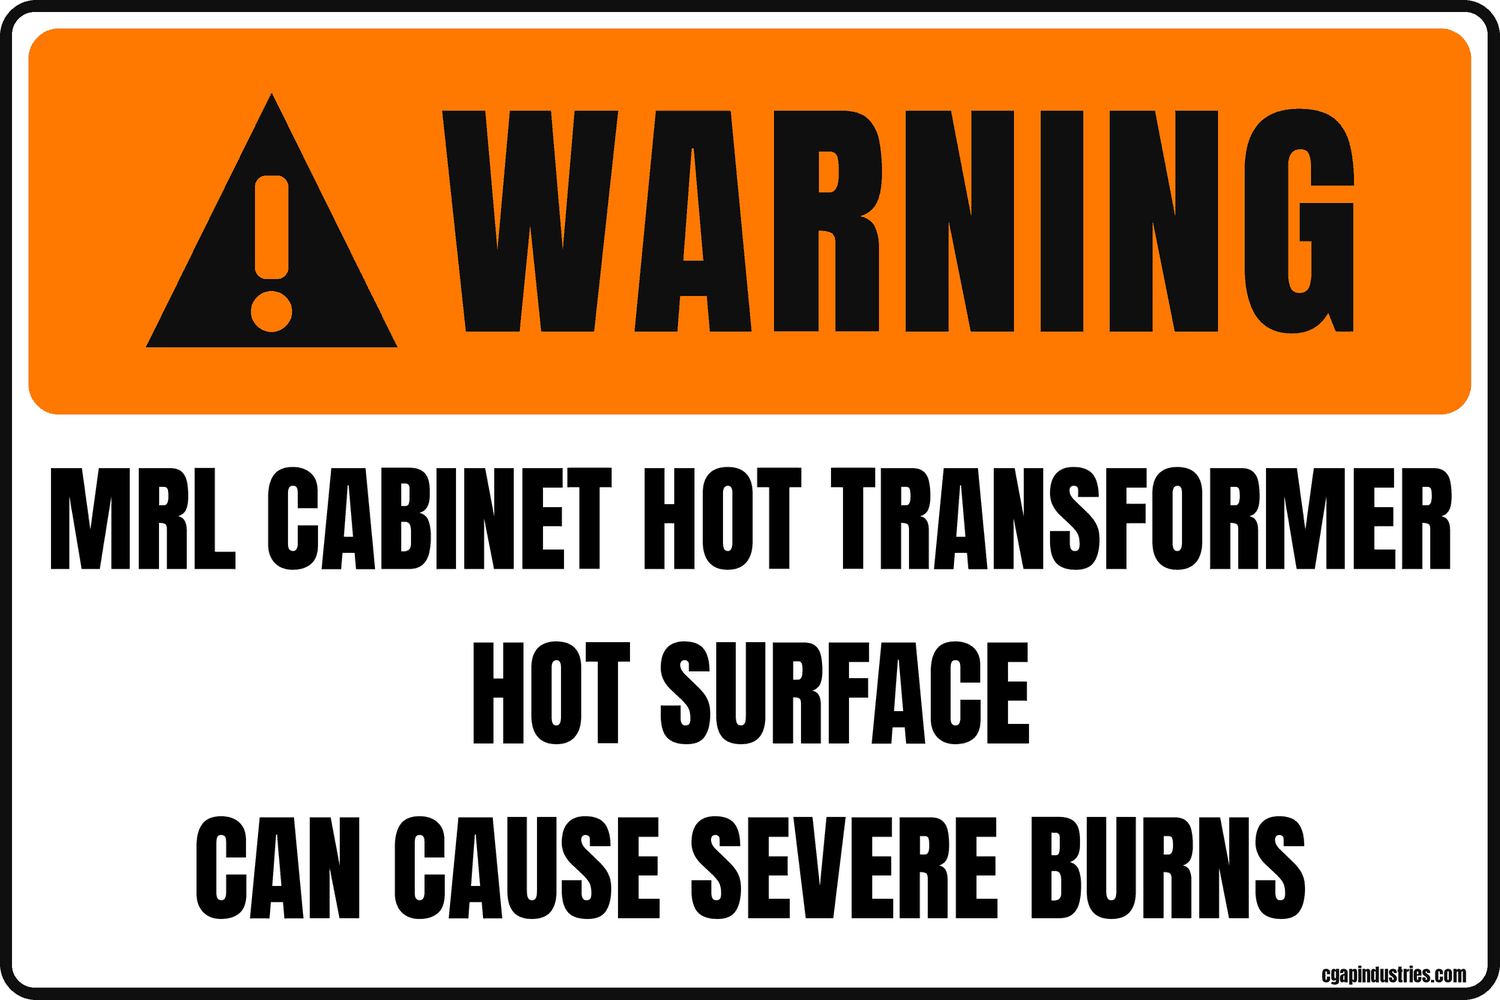 WARNING
MRL CABINET HOT TRANSFORMER
HOT SURFACE
CAN CAUSE SEVERE BURNS
cgapindustries.com